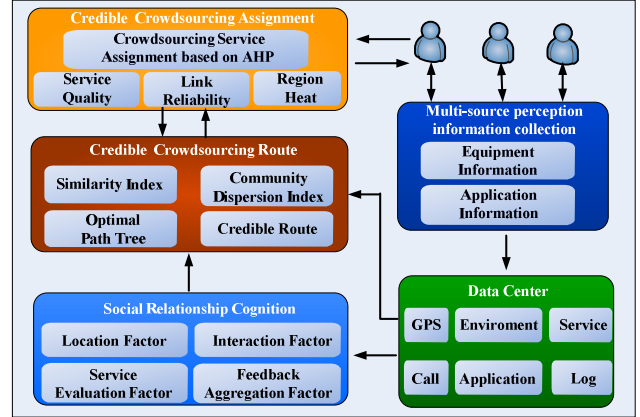 Credible Crowdsourcing Assignment
Crowdsourcing Service
Assignment based on AHP
Service
Quality
Link
Reliability
Region
Heat
Multi-source perception
information collection
Equipment
Information
Application
Information
Credible Crowdsourcing Route
Similarity Index
Community
Dispersion Index
Optimal
Path Tree
Credible Route
Social Relationship Cognition
Location Factor
Interaction Factor
Service
Evaluation Factor
Feedback
Aggregation Factor
Data Center
GPS
Enviroment
Service
Call
Application
Log